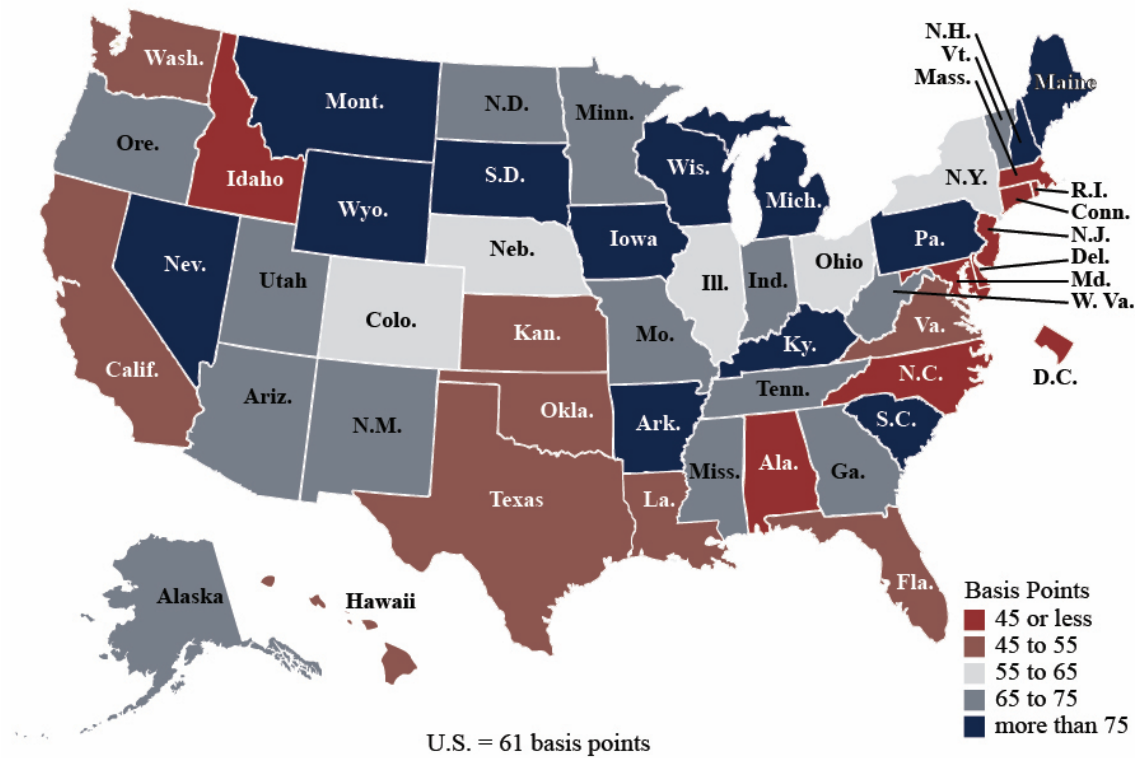 N.H.
Vt.
Mass.
Wash.
Mont.
N.D.
Minn.
Maine
Ore.
Idaho
S.D.
Wis.
Mich.
N.Y.
R.I.
Conn.
N.J.
Del.
Md.
W. Va.
Wyo.
Iowa
Pa.
Nev.
Utah
Neb.
Ill.
Ind.
Ohio
Colo.
Kan.
Mo.
Ky.
Va.
D.C.
Calif.
Ariz.
N.M.
Okla.
Ark.
Tenn.
N.C.
S.C.
Texas
La.
Miss.
Ala.
Ga.
Fla.
Alaska
Hawaii
Basis Points
45 or less
45 to 55
55 to 65
65 to 75
more than 75
U.S. = 61 basis points